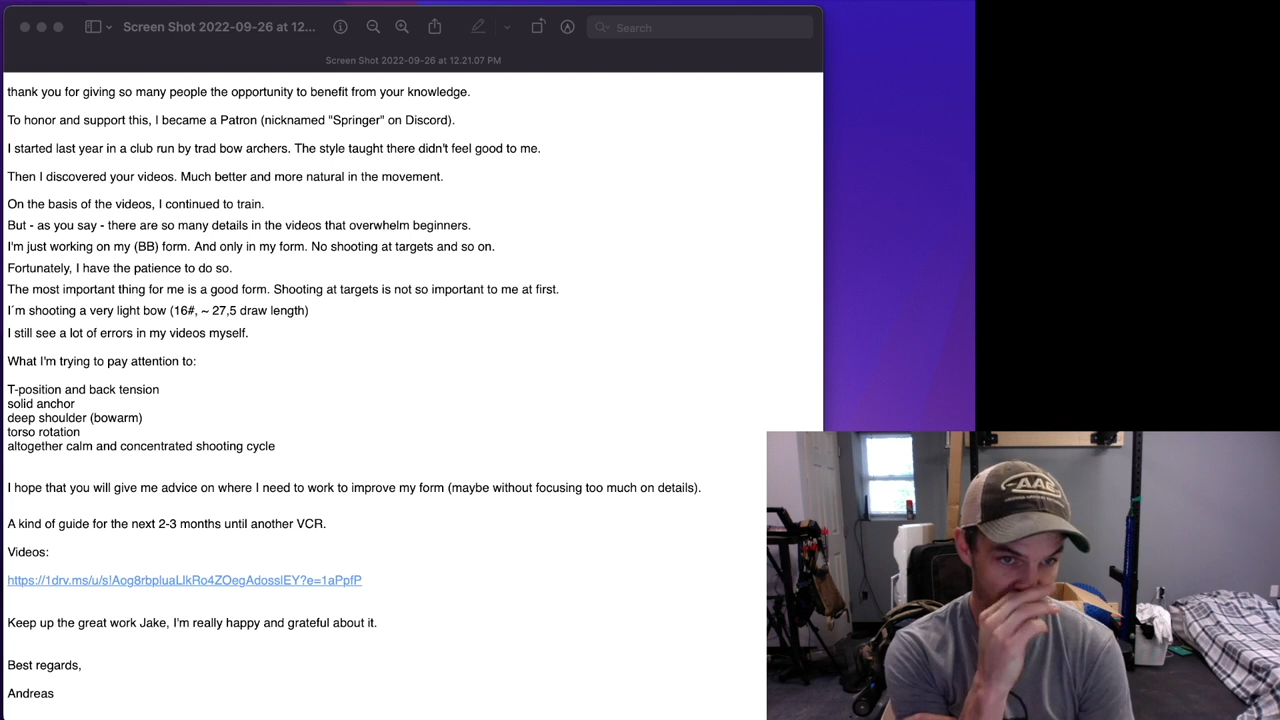 Screen Shot 2022-09-26 at 12...
Search
Screen Shot 2022-09-26 at 12.21.07 PM
thank you for giving so many people the opportunity to benefit from your knowledge.
To honor and support this, I became a Patron (nicknamed "Springer" on Discord).
I started last year in a club run by trad bow archers. The style taught there didn't feel good to me.
Then I discovered your videos. Much better and more natural in the movement.
On the basis of the videos, I continued to train.
But - as you say - there are so many details in the videos that overwhelm beginners.
I'm just working on my (BB) form. And only in my form. No shooting at targets and so on.
Fortunately, I have the patience to do so.
The most important thing for me is a good form. Shooting at targets is not so important to me at first.
I´m shooting a very light bow (16#, ~ 27,5 draw length)
I still see a lot of errors in my videos myself.
What I'm trying to pay attention to:
T-position and back tension
solid anchor
deep shoulder (bowarm)
torso rotation
altogether calm and concentrated shooting cycle
I hope that you will give me advice on where I need to work to improve my form (maybe without focusing too much on details).
A kind of guide for the next 2-3 months until another VCR.
Videos:
https://1drv.ms/u/s!Aog8rbpluaLlkRo4ZOegAdosslEY?e=1aPpfP
Keep up the great work Jake, I'm really happy and grateful about it.
Best regards,
Andreas
AAE